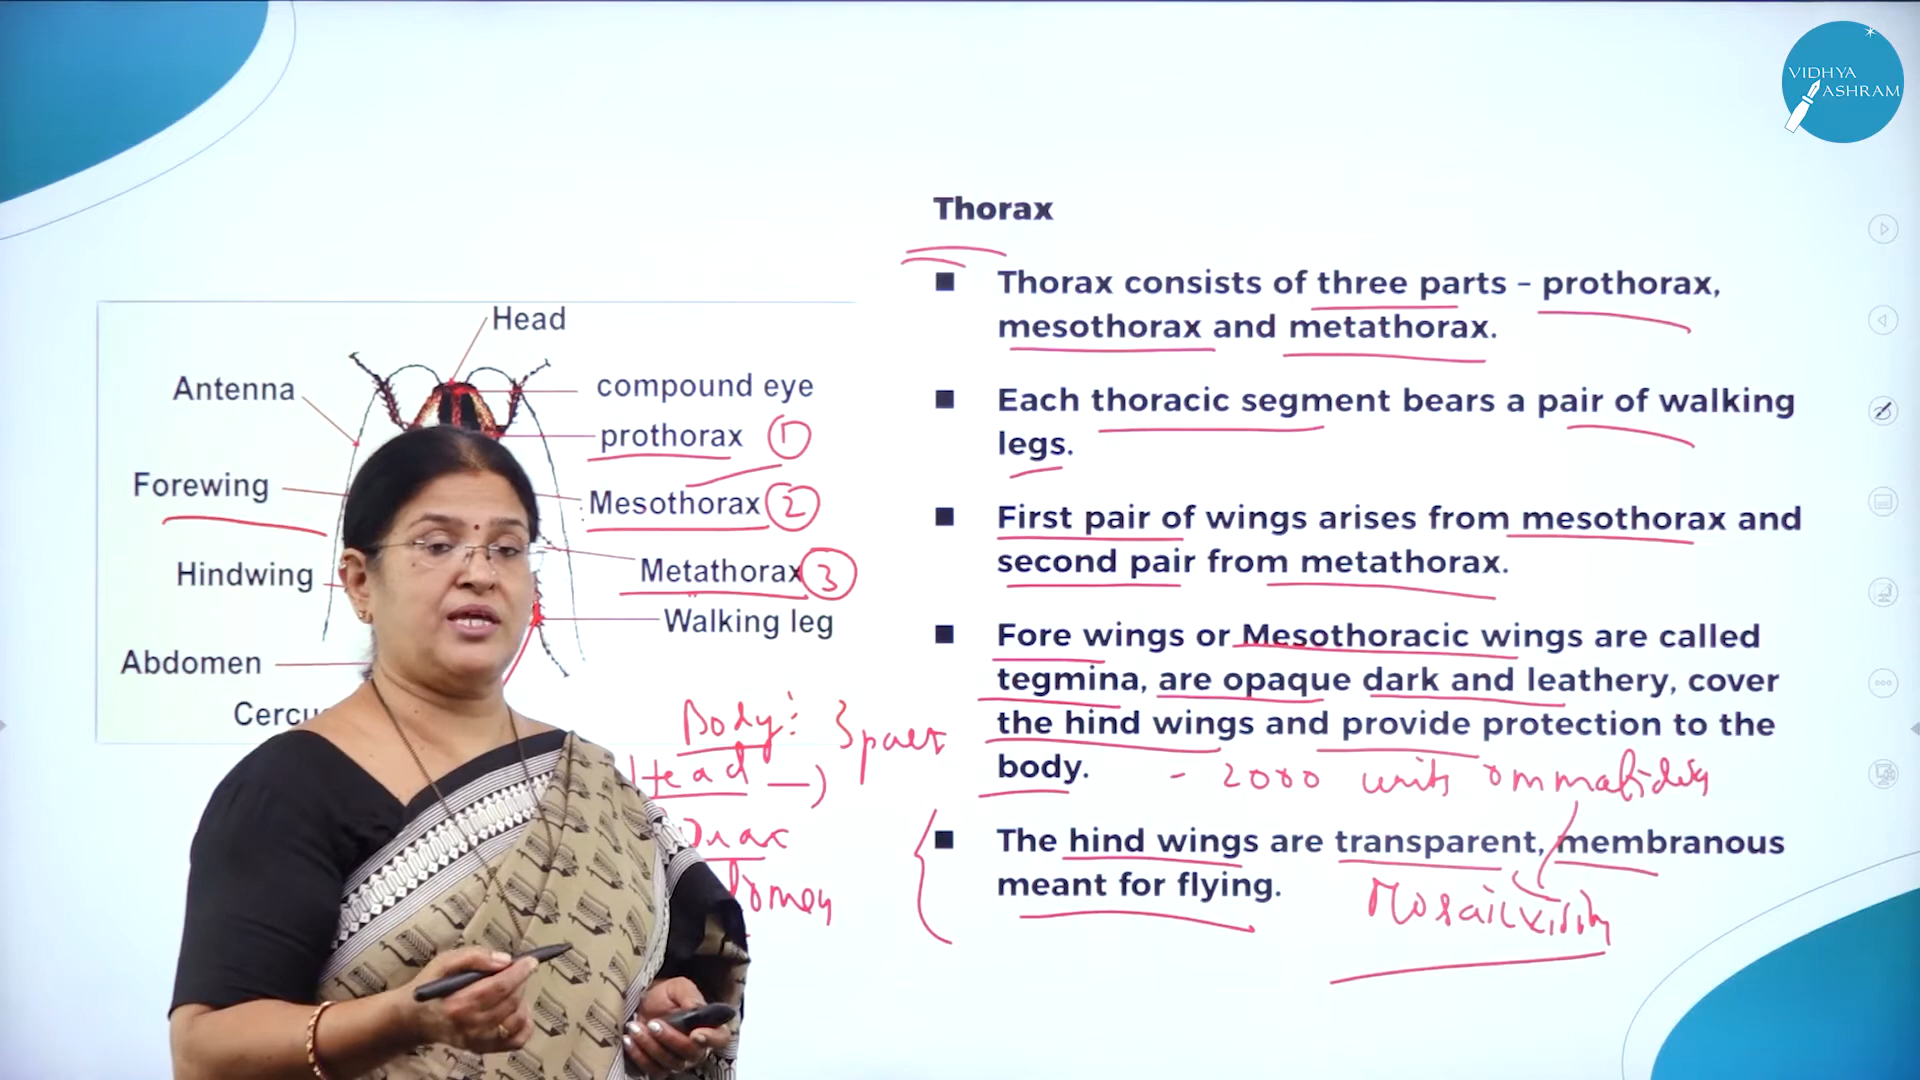 VIDHYA
ASHRAM
Thorax
Thorax consists of three parts – prothorax,
mesothorax and metathorax.
Each thoracic segment bears a pair of walking
legs.
First pair of wings arises from mesothorax and
second pair from metathorax.
Fore wings or Mesothoracic wings are called
tegmina, are opaque dark and leathery, cover
the hind wings and provide protection to the
body.
- 2000 units
The hind wings are transparent, membranous
meant for flying.
Head
Antenna
compound eye
prothorax 1
Forewing
Mesothorax 2
Hindwing
Metathorax 3
Walking leg
Abdomen
Body: 3
Head